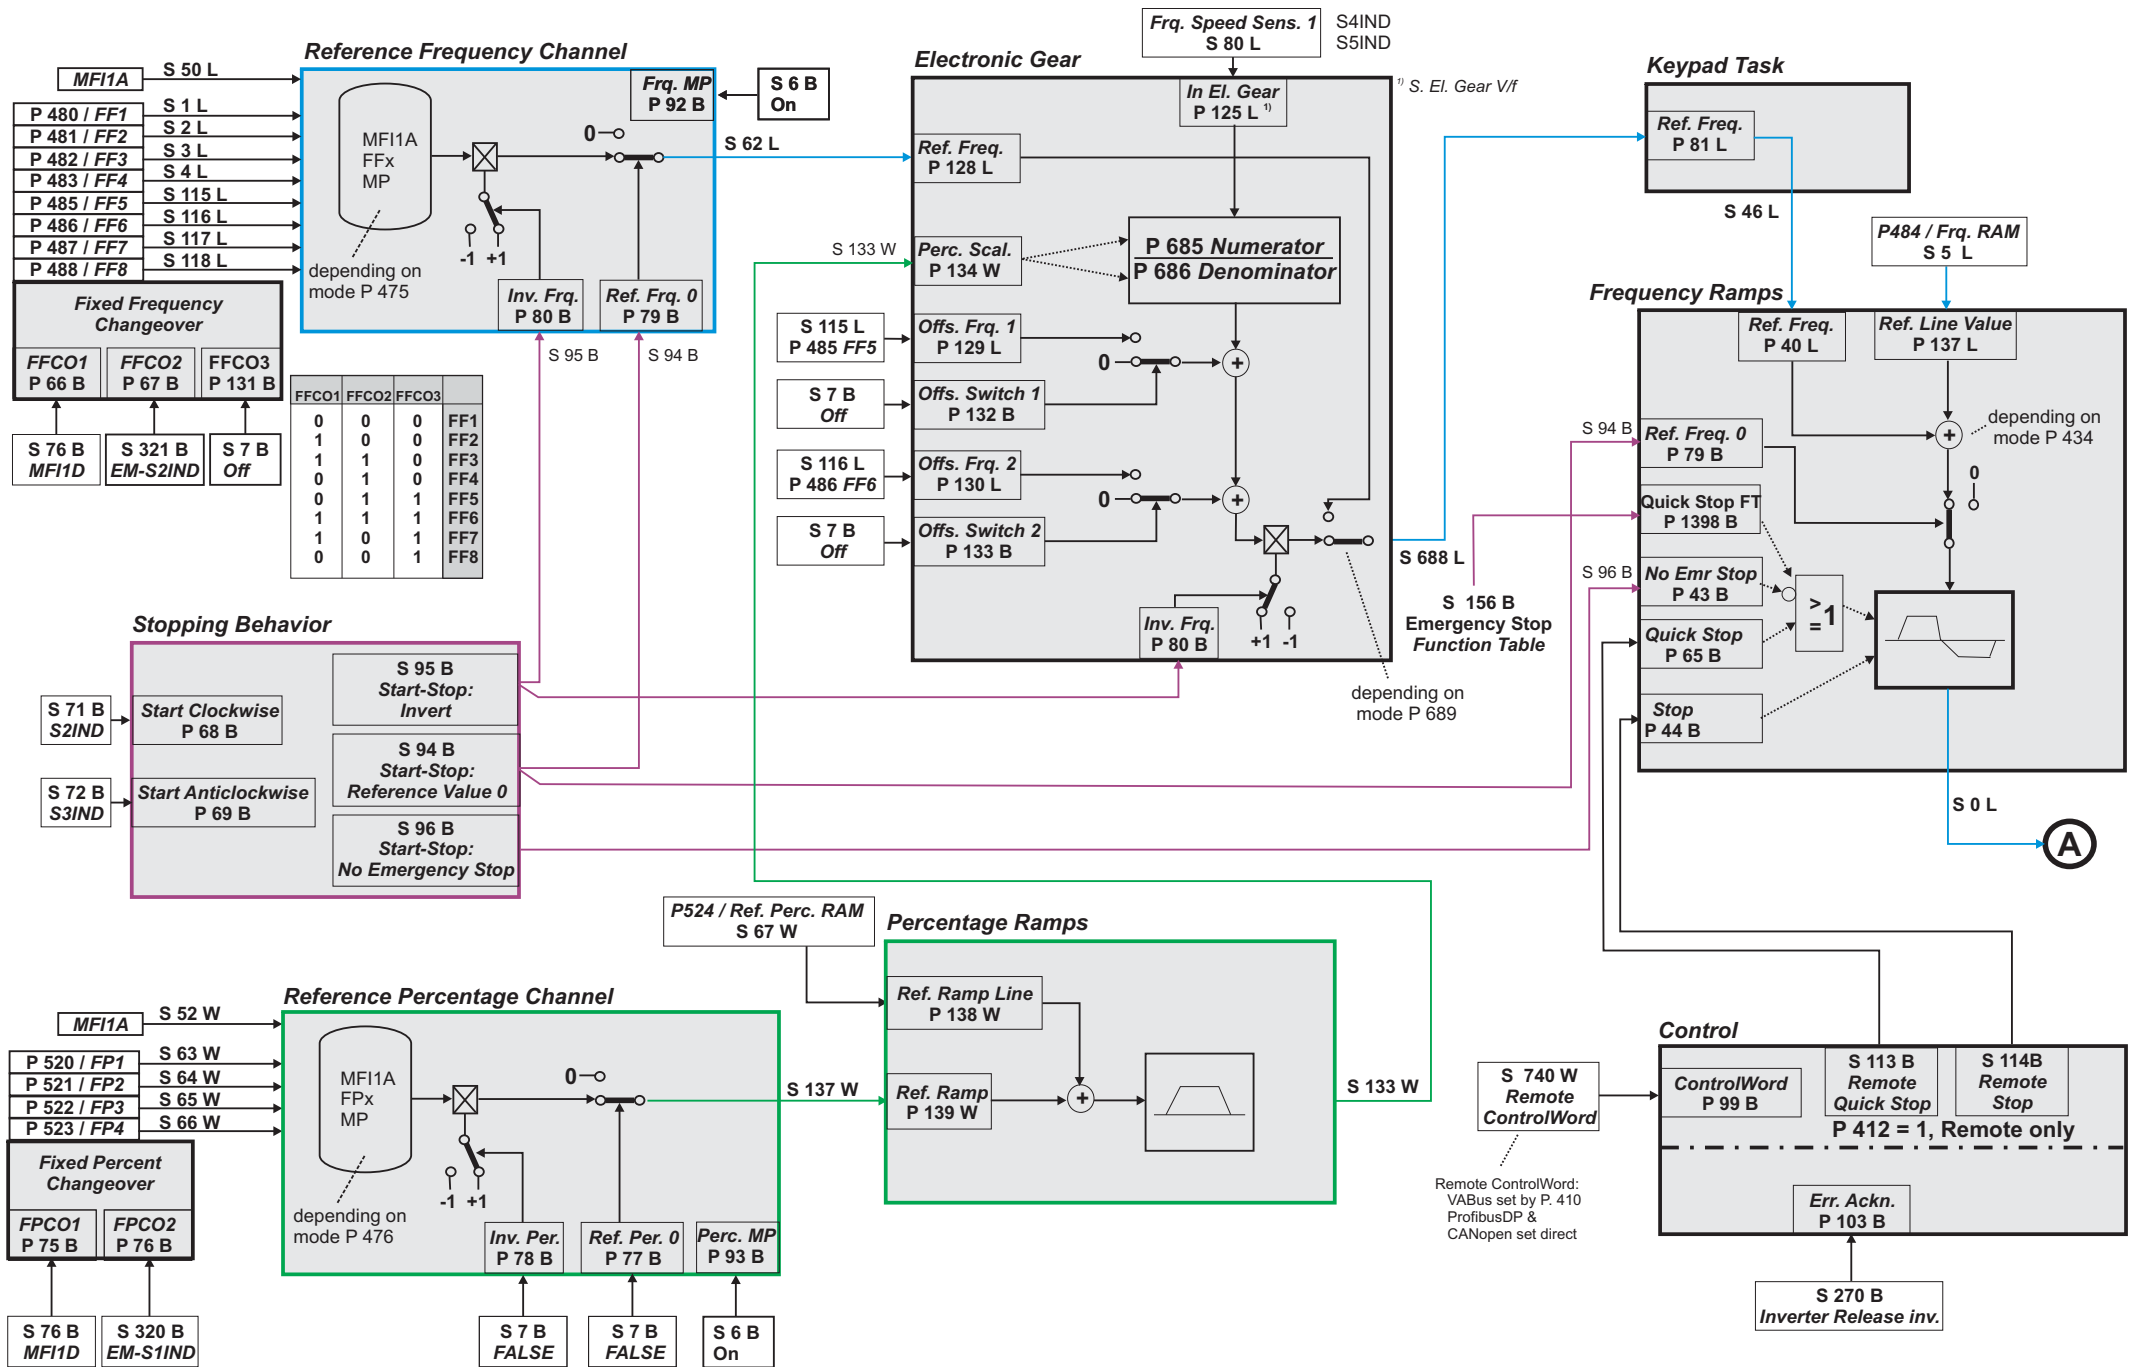 Reference Frequency Channel
MFI1A
S 50 L
P 480 / FF1
S 1 L
P 481 / FF2
S 2 L
P 482 / FF3
S 3 L
P 483 / FF4
S 4 L
P 485 / FF5
S 115 L
P 486 / FF6
S 116 L
P 487 / FF7
S 117 L
P 488 / FF8
S 118 L
MFI1A
FFx
MP
depending on
mode P 475
-1 +1
0
Frq. MP
P 92 B
S 6 B
On
S 62 L
Inv. Frq.
P 80 B
Ref. Frq. 0
P 79 B
S 95 B
S 94 B
Fixed Frequency
Changeover
FFCO1
P 66 B
FFCO2
P 67 B
FFCO3
P 131 B
S 76 B
MFI1D
S 321 B
EM-S2IND
S 7 B
Off
FFCO1 FFCO2 FFCO3
0 0 0 FF1
1 0 0 FF2
1 1 0 FF3
0 1 0 FF4
0 1 1 FF5
1 1 1 FF6
1 0 1 FF7
0 0 1 FF8
Electronic Gear
Frq. Speed Sens. 1
S 80 L
S4IND
S5IND
1) S. El. Gear V/f
In El. Gear
P 125 L 1)
Ref. Freq.
P 128 L
S 133 W
Perc. Scal.
P 134 W
P 685 Numerator
P 686 Denominator
S 115 L
P 485 FF5
Offs. Frq. 1
P 129 L
0
+
S 7 B
Off
Offs. Switch 1
P 132 B
S 116 L
P 486 FF6
Offs. Frq. 2
P 130 L
0
+
S 7 B
Off
Offs. Switch 2
P 133 B
Inv. Frq.
P 80 B
+1 -1
S 688 L
depending on
mode P 689
Keypad Task
Ref. Freq.
P 81 L
S 46 L
P484 / Frq. RAM
S 5 L
Frequency Ramps
Ref. Freq.
P 40 L
Ref. Line Value
P 137 L
+
depending on
mode P 434
0
S 94 B
Ref. Freq. 0
P 79 B
Quick Stop FT
P 1398 B
S 96 B
No Emr Stop
P 43 B
> 1
=
Quick Stop
P 65 B
Stop
P 44 B
S 156 B
Emergency Stop
Function Table
S 0 L
A
Stopping Behavior
S 71 B
S2IND
Start Clockwise
P 68 B
S 72 B
S3IND
Start Anticlockwise
P 69 B
S 95 B
Start-Stop:
Invert
S 94 B
Start-Stop:
Reference Value 0
S 96 B
Start-Stop:
No Emergency Stop
P524 / Ref. Perc. RAM
S 67 W
Percentage Ramps
Ref. Ramp Line
P 138 W
Ref. Ramp
P 139 W
+
S 133 W
Reference Percentage Channel
MFI1A
S 52 W
P 520 / FP1
S 63 W
P 521 / FP2
S 64 W
P 522 / FP3
S 65 W
P 523 / FP4
S 66 W
MFI1A
FPx
MP
depending on
mode P 476
-1 +1
0
S 137 W
Inv. Per.
P 78 B
Ref. Per. 0
P 77 B
Perc. MP
P 93 B
S 7 B
FALSE
S 7 B
FALSE
S 6 B
On
Fixed Percent
Changeover
FPCO1
P 75 B
FPCO2
P 76 B
S 76 B
MFI1D
S 320 B
EM-S1IND
Control
S 740 W
Remote
ControlWord
ControlWord
P 99 B
S 113 B
Remote
Quick Stop
S 114B
Remote
Stop
P 412 = 1, Remote only
Remote ControlWord:
VABus set by P. 410
ProfibusDP &
CANopen set direct
Err. Ackn.
P 103 B
S 270 B
Inverter Release inv.